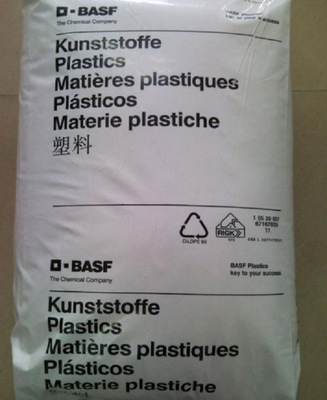 BASF
The Chemical Company
Kunststoffe
Plastics
Matières plastiques
Plásticos
Materie plastiche
塑料
RIGK
BASF
The Chemical Company
BASF Plastics
key to your success
Kunststoffe
Plastics
Matières plastiques
Plásticos
Materie plastiche